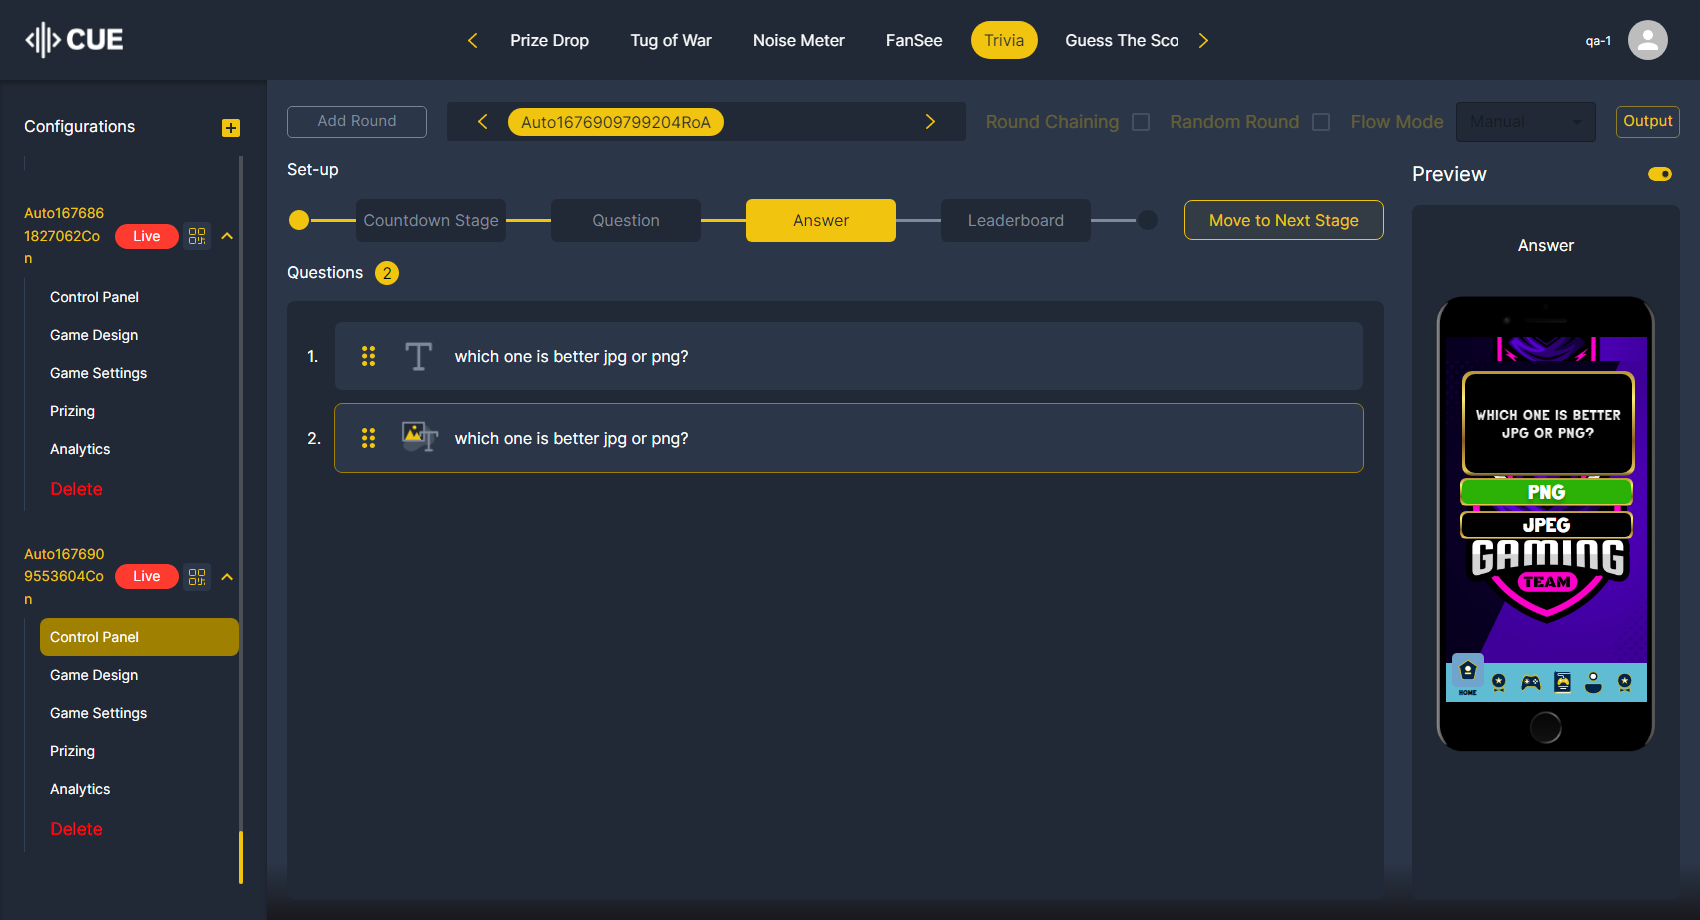 CUE
Prize Drop
Tug of War
Noise Meter
FanSee
Trivia
Guess The Sco
qa-1
Configurations
Auto167686
1827062Co
n
Live
Control Panel
Game Design
Game Settings
Prizing
Analytics
Delete
Auto167690
9553604Co
n
Live
Control Panel
Game Design
Game Settings
Prizing
Analytics
Delete
Add Round
Auto1676909799204RoA
Round Chaining
Random Round
Flow Mode
Manual
Output
Set-up
Countdown Stage
Question
Answer
Leaderboard
Move to Next Stage
Questions 2
1. which one is better jpg or png?
2. which one is better jpg or png?
Preview
Answer
WHICH ONE IS BETTER
JPG OR PNG?
PNG
JPEG
GAMING
TEAM
HOME